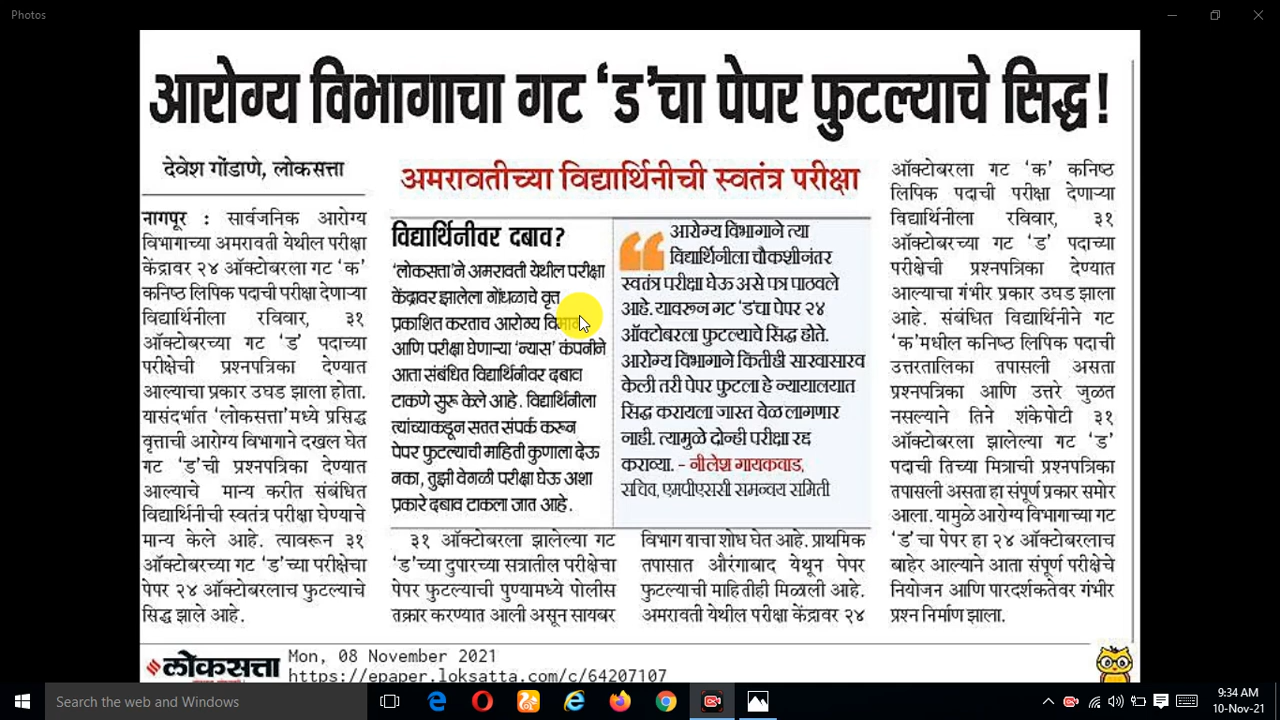 Photos
आरोग्य विभागाचा गट ‘ड’चा पेपर फुटल्याचे सिद्ध!
देवेश गोंडाणे, लोकसत्ता
नागपूर : सार्वजनिक आरोग्य
विभागाच्या अमरावती येथील परीक्षा
केंद्रावर २४ ऑक्टोबरला गट ‘क’
कनिष्ठ लिपिक पदाची परीक्षा देणाऱ्या
विद्यार्थिनीला रविवार, ३१
ऑक्टोबरच्या गट ‘ड’ पदाच्या
परीक्षेची प्रश्नपत्रिका देण्यात
आल्याचा प्रकार उघड झाला होता.
यासंदर्भात ‘लोकसत्ता’मध्ये प्रसिद्ध
वृत्ताची आरोग्य विभागाने दखल घेत
गट ‘ड’ची प्रश्नपत्रिका देण्यात
आल्याचे मान्य करीत संबंधित
विद्यार्थिनीची स्वतंत्र परीक्षा घेण्याचे
मान्य केले आहे. त्यावरून ३१
ऑक्टोबरच्या गट ‘ड’च्या परीक्षेचा
पेपर २४ ऑक्टोबरलाच फुटल्याचे
सिद्ध झाले आहे.
अमरावतीच्या विद्यार्थिनीची स्वतंत्र परीक्षा
विद्यार्थिनीवर दबाव?
‘लोकसत्ता’ने अमरावती येथील परीक्षा
केंद्रावर झालेला गोंधळाचे वृत्त
प्रकाशित करताच आरोग्य
आणि परीक्षा घेणाऱ्या ‘न्यास’ कंपनीने
आता संबंधित विद्यार्थिनीवर दबाव
टाकणे सुरू केले आहे. विद्यार्थिनीला
त्यांच्याकडून सतत संपर्क करून
पेपर फुटल्याची माहिती कुणाला देऊ
नका, तुझी वेगळी परीक्षा घेऊ अशा
प्रकारे दबाव टाकला जात आहे.
आरोग्य विभागाने त्या
विद्यार्थिनीला चौकशीनंतर
स्वतंत्र परीक्षा घेऊ असे पत्र पाठवले
आहे. यावरून गट ‘ड’चा पेपर २४
ऑक्टोबरला फुटल्याचे सिद्ध होते.
आरोग्य विभागाने कितीही सारवासारव
केली तरी पेपर फुटला हे न्यायालयात
सिद्ध करायला जास्त वेळ लागणार
नाही. त्यामुळे दोन्ही परीक्षा रद्द
कराव्या. - नीलेश गायकवाड,
सचिव, एमपीएससी समन्वय समिती
३१ ऑक्टोबरला झालेल्या गट
‘ड’च्या दुपारच्या सत्रातील परीक्षेचा
पेपर फुटल्याची पुण्यामध्ये पोलीस
तक्रार करण्यात आली असून सायबर
विभाग याचा शोध घेत आहे. प्राथमिक
तपासात औरंगाबाद येथून पेपर
फुटल्याची माहितीही मिळाली आहे.
अमरावती येथील परीक्षा केंद्रावर २४
ऑक्टोबरला गट ‘क’ कनिष्ठ
लिपिक पदाची परीक्षा देणाऱ्या
विद्यार्थिनीला रविवार, ३१
ऑक्टोबरच्या गट ‘ड’ पदाच्या
परीक्षेची प्रश्नपत्रिका देण्यात
आल्याचा गंभीर प्रकार उघड झाला
आहे. संबंधित विद्यार्थिनीने गट
‘क’मधील कनिष्ठ लिपिक पदाची
उत्तरतालिका तपासली असता
प्रश्नपत्रिका आणि उत्तरे जुळत
नसल्याने तिने शंकेपोटी ३१
ऑक्टोबरला झालेल्या गट ‘ड’
पदाची तिच्या मित्राची प्रश्नपत्रिका
तपासली असता हा संपूर्ण प्रकार समोर
आला. यामुळे आरोग्य विभागाच्या गट
‘ड’चा पेपर हा २४ ऑक्टोबरलाच
बाहेर आल्याने आता संपूर्ण परीक्षेचे
नियोजन आणि पारदर्शकतेवर गंभीर
प्रश्न निर्माण झाला.
लोकसत्ता
Mon, 08 November 2021
https://epaper.loksatta.com/c/64207107
Search the web and Windows
9:34 AM
10-Nov-21